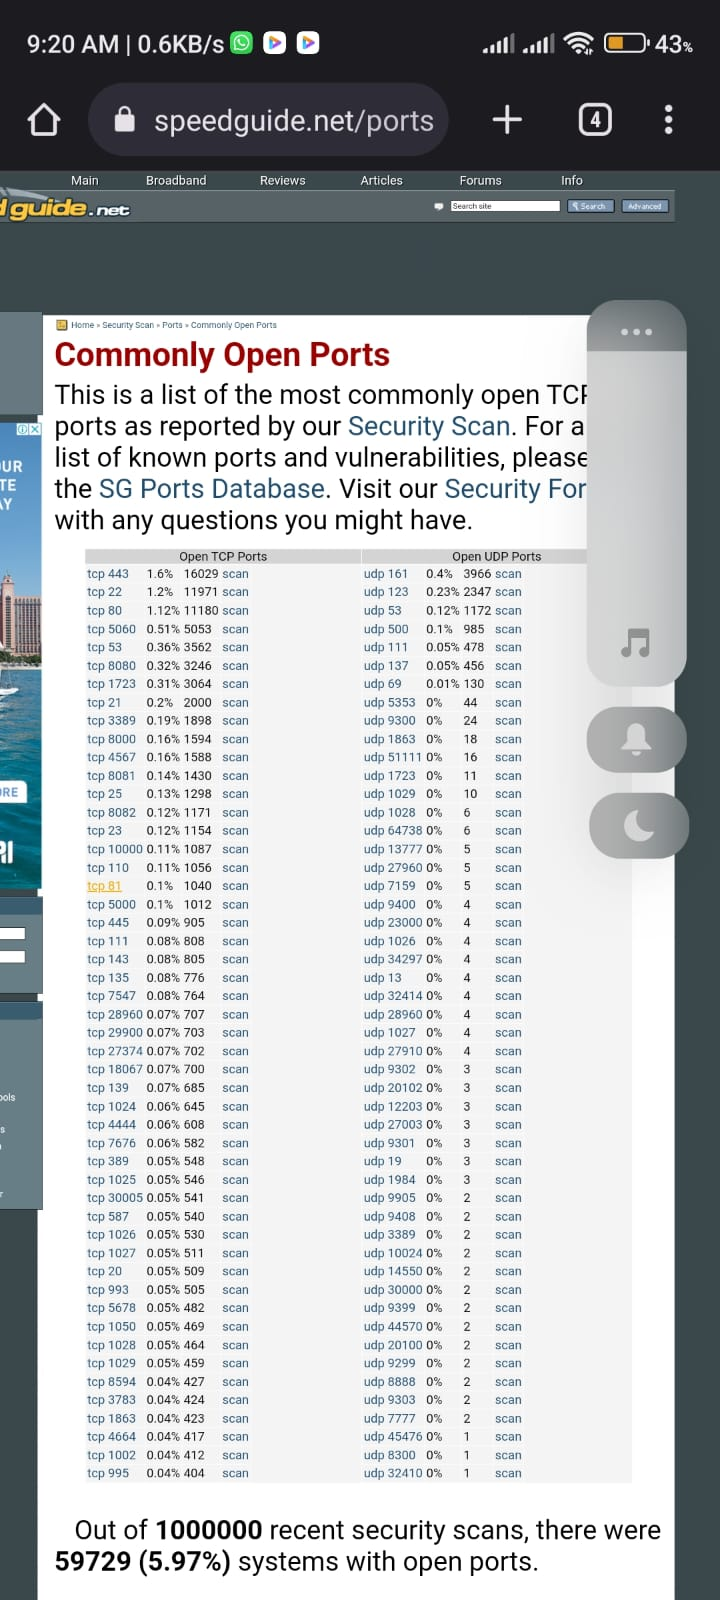 9:20 AM | 0.6KB/s
43%
speedguide.net/ports
4
Main Broadband Reviews Articles Forums Info
guide.net
Search site Search Advanced
Home » Security Scan » Ports » Commonly Open Ports
Commonly Open Ports
This is a list of the most commonly open TCP
ports as reported by our Security Scan. For a
list of known ports and vulnerabilities, please
the SG Ports Database. Visit our Security For
with any questions you might have.
Open TCP Ports Open UDP Ports
tcp 443 1.6% 16029 scan udp 161 0.4% 3966 scan
tcp 22 1.2% 11971 scan udp 123 0.23% 2347 scan
tcp 80 1.12% 11180 scan udp 53 0.12% 1172 scan
tcp 5060 0.51% 5053 scan udp 500 0.1% 985 scan
tcp 53 0.36% 3562 scan udp 111 0.05% 478 scan
tcp 8080 0.32% 3246 scan udp 137 0.05% 456 scan
tcp 1723 0.31% 3064 scan udp 69 0.01% 130 scan
tcp 21 0.2% 2000 scan udp 5353 0% 44 scan
tcp 3389 0.19% 1898 scan udp 9300 0% 24 scan
tcp 8000 0.16% 1594 scan udp 1863 0% 18 scan
tcp 4567 0.16% 1588 scan udp 51111 0% 16 scan
tcp 8081 0.14% 1430 scan udp 1723 0% 11 scan
tcp 25 0.13% 1298 scan udp 1029 0% 10 scan
tcp 8082 0.12% 1171 scan udp 1028 0% 6 scan
tcp 23 0.12% 1154 scan udp 64738 0% 6 scan
tcp 10000 0.11% 1087 scan udp 13777 0% 5 scan
tcp 110 0.11% 1056 scan udp 27960 0% 5 scan
tcp 81 0.1% 1040 scan udp 7159 0% 5 scan
tcp 5000 0.1% 1012 scan udp 9400 0% 4 scan
tcp 445 0.09% 905 scan udp 23000 0% 4 scan
tcp 111 0.08% 808 scan udp 1026 0% 4 scan
tcp 143 0.08% 805 scan udp 34297 0% 4 scan
tcp 135 0.08% 776 scan udp 13 0% 4 scan
tcp 7547 0.08% 764 scan udp 32414 0% 4 scan
tcp 28960 0.07% 707 scan udp 28960 0% 4 scan
tcp 29900 0.07% 703 scan udp 1027 0% 4 scan
tcp 27374 0.07% 702 scan udp 27910 0% 4 scan
tcp 18067 0.07% 700 scan udp 9302 0% 3 scan
tcp 139 0.07% 685 scan udp 20102 0% 3 scan
tcp 1024 0.06% 645 scan udp 12203 0% 3 scan
tcp 4444 0.06% 608 scan udp 27003 0% 3 scan
tcp 7676 0.06% 582 scan udp 9301 0% 3 scan
tcp 389 0.05% 548 scan udp 19 0% 3 scan
tcp 1025 0.05% 546 scan udp 1984 0% 3 scan
tcp 30005 0.05% 541 scan udp 9905 0% 2 scan
tcp 587 0.05% 540 scan udp 9408 0% 2 scan
tcp 1026 0.05% 530 scan udp 3389 0% 2 scan
tcp 1027 0.05% 511 scan udp 10024 0% 2 scan
tcp 20 0.05% 509 scan udp 14550 0% 2 scan
tcp 993 0.05% 505 scan udp 30000 0% 2 scan
tcp 5678 0.05% 482 scan udp 9399 0% 2 scan
tcp 1050 0.05% 469 scan udp 44570 0% 2 scan
tcp 1028 0.05% 464 scan udp 20100 0% 2 scan
tcp 1029 0.05% 459 scan udp 9299 0% 2 scan
tcp 8594 0.04% 427 scan udp 8888 0% 2 scan
tcp 3783 0.04% 424 scan udp 9303 0% 2 scan
tcp 1863 0.04% 423 scan udp 7777 0% 2 scan
tcp 4664 0.04% 417 scan udp 45476 0% 1 scan
tcp 1002 0.04% 412 scan udp 8300 0% 1 scan
tcp 995 0.04% 404 scan udp 32410 0% 1 scan
Out of 1000000 recent security scans, there were
59729 (5.97%) systems with open ports.